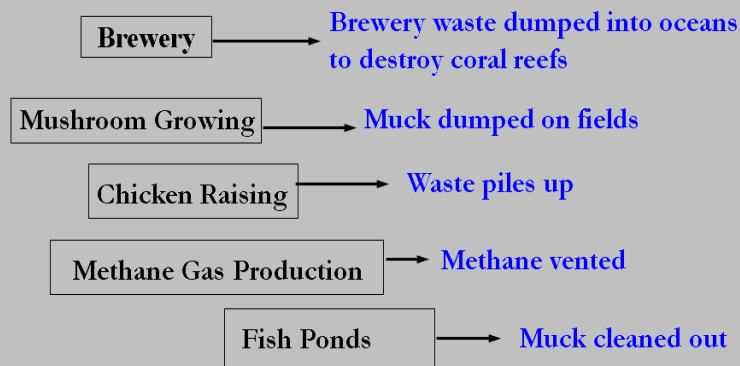 Brewery
Brewery waste dumped into oceans
to destroy coral reefs
Mushroom Growing
Muck dumped on fields
Chicken Raising
Waste piles up
Methane Gas Production
Methane vented
Fish Ponds
Muck cleaned out